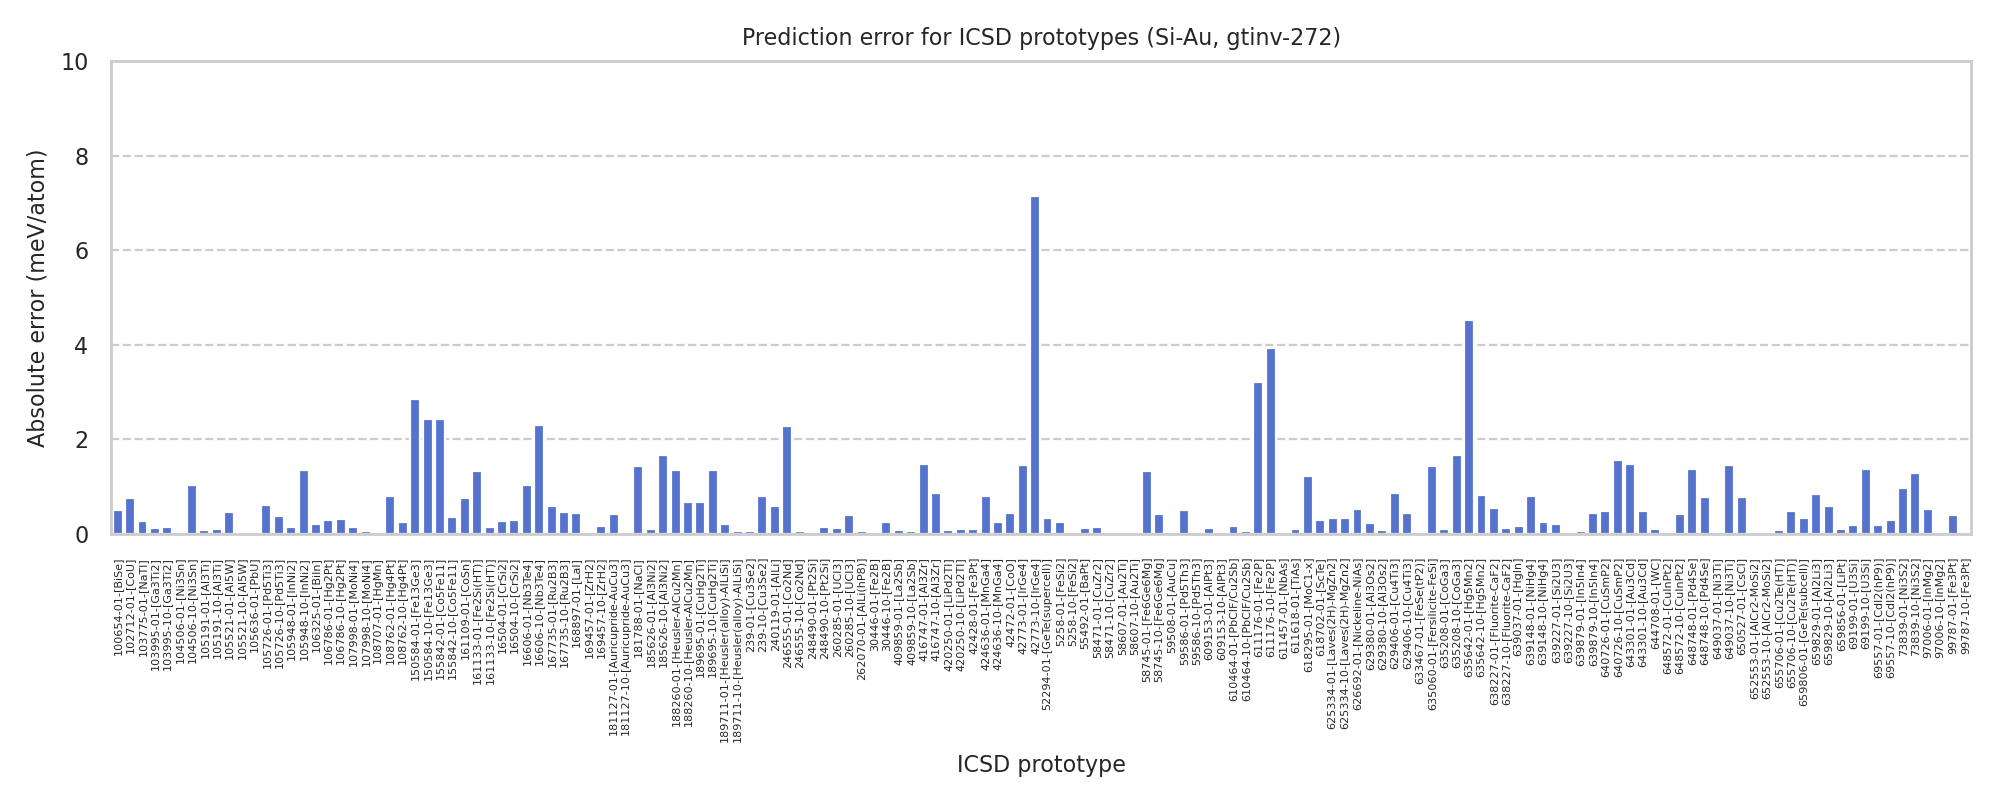 Prediction error for ICSD prototypes (Si-Au, gtinv-272)
Absolute error (meV/atom)
10
8
6
4
2
0
100654-01-[BiSe]
102712-01-[CoU]
103775-01-[NaTl]
103995-01-[Ga3Ti2]
103995-10-[Ga3Ti2]
104506-01-[Ni3Sn]
104506-10-[Ni3Sn]
105191-01-[Al3Ti]
105191-10-[Al3Ti]
105521-01-[Al5W]
105521-10-[Al5W]
105636-01-[PbU]
105726-01-[Pd5Ti3]
105726-10-[Pd5Ti3]
105948-01-[InNi2]
105948-10-[InNi2]
106325-01-[BiIn]
106786-01-[Hg2Pt]
106786-10-[Hg2Pt]
107998-01-[MoNi4]
107998-10-[MoNi4]
108707-01-[HgMn]
108762-01-[Hg4Pt]
108762-10-[Hg4Pt]
150584-01-[Fe13Ge3]
150584-10-[Fe13Ge3]
155842-01-[Co5Fe11]
155842-10-[Co5Fe11]
161109-01-[CoSn]
161133-01-[Fe2Si(HT)]
161133-10-[Fe2Si(HT)]
16504-01-[CrSi2]
16504-10-[CrSi2]
16606-01-[Nb3Te4]
16606-10-[Nb3Te4]
167735-01-[Ru2B3]
167735-10-[Ru2B3]
168897-01-[LaI]
169457-01-[ZrH2]
169457-10-[ZrH2]
181127-01-[Auricupride-AuCu3]
181127-10-[Auricupride-AuCu3]
181788-01-[NaCl]
185626-01-[Al3Ni2]
185626-10-[Al3Ni2]
188260-01-[Heusler-AlCu2Mn]
188260-10-[Heusler-AlCu2Mn]
189695-01-[CuHg2Ti]
189695-10-[CuHg2Ti]
189711-01-[Heusler(alloy)-AlLiSi]
189711-10-[Heusler(alloy)-AlLiSi]
239-01-[Cu3Se2]
239-10-[Cu3Se2]
240119-01-[AlLi]
246555-01-[Co2Nd]
246555-10-[Co2Nd]
248490-01-[Pt2Si]
248490-10-[Pt2Si]
260285-01-[UCl3]
260285-10-[UCl3]
262070-01-[AlLi(hP8)]
30446-01-[Fe2B]
30446-10-[Fe2B]
409859-01-[La2Sb]
409859-10-[La2Sb]
416747-01-[Al3Zr]
416747-10-[Al3Zr]
420250-01-[LiPd2Tl]
420250-10-[LiPd2Tl]
42428-01-[Fe3Pt]
424636-01-[MnGa4]
424636-10-[MnGa4]
42472-01-[CoO]
42773-01-[IrGe4]
42773-10-[IrGe4]
52294-01-[GeTe(supercell)]
5258-01-[FeSi2]
5258-10-[FeSi2]
55492-01-[BaPt]
58471-01-[CuZr2]
58471-10-[CuZr2]
58607-01-[Au2Ti]
58607-10-[Au2Ti]
58745-01-[Fe6Ge6Mg]
58745-10-[Fe6Ge6Mg]
59508-01-[AuCu]
59586-01-[Pd5Th3]
59586-10-[Pd5Th3]
609153-01-[AlPt3]
609153-10-[AlPt3]
610464-01-[PbClF/Cu2Sb]
610464-10-[PbClF/Cu2Sb]
611176-01-[Fe2P]
611176-10-[Fe2P]
611457-01-[NbAs]
611618-01-[TiAs]
618295-01-[MoC1-x]
618702-01-[ScTe]
625334-01-[Laves(2H)-MgZn2]
625334-10-[Laves(2H)-MgZn2]
626692-01-[Nickeline-NiAs]
629380-01-[Al3Os2]
629380-10-[Al3Os2]
629406-01-[Cu4Ti3]
629406-10-[Cu4Ti3]
633467-01-[FeSe(tP2)]
635060-01-[Fersilicite-FeSi]
635208-01-[CoGa3]
635208-10-[CoGa3]
635642-01-[Hg5Mn2]
635642-10-[Hg5Mn2]
638227-01-[Fluorite-CaF2]
638227-10-[Fluorite-CaF2]
639037-01-[HgIn]
639148-01-[NiHg4]
639148-10-[NiHg4]
639227-01-[Si2U3]
639227-10-[Si2U3]
639879-01-[In5In4]
639879-10-[In5In4]
640726-01-[CuSmP2]
640726-10-[CuSmP2]
643301-01-[Au3Cd]
643301-10-[Au3Cd]
644708-01-[WC]
648572-01-[CuInPt2]
648572-10-[CuInPt2]
648748-01-[Pd4Se]
648748-10-[Pd4Se]
649037-01-[Ni3Ti]
649037-10-[Ni3Ti]
650527-01-[CsCl]
652553-01-[AlCr2-MoSi2]
652553-10-[AlCr2-MoSi2]
655706-01-[Cu2Te(HT)]
655706-10-[Cu2Te(HT)]
659806-01-[GeTe(subcell)]
659829-01-[Al2Li3]
659829-10-[Al2Li3]
659856-01-[LiPt]
69199-01-[U3Si]
69199-10-[U3Si]
69557-01-[CdI2(hP9)]
69557-10-[CdI2(hP9)]
73839-01-[Ni3S2]
73839-10-[Ni3S2]
97006-01-[InMg2]
97006-10-[InMg2]
99787-01-[Fe3Pt]
99787-10-[Fe3Pt]
ICSD prototype